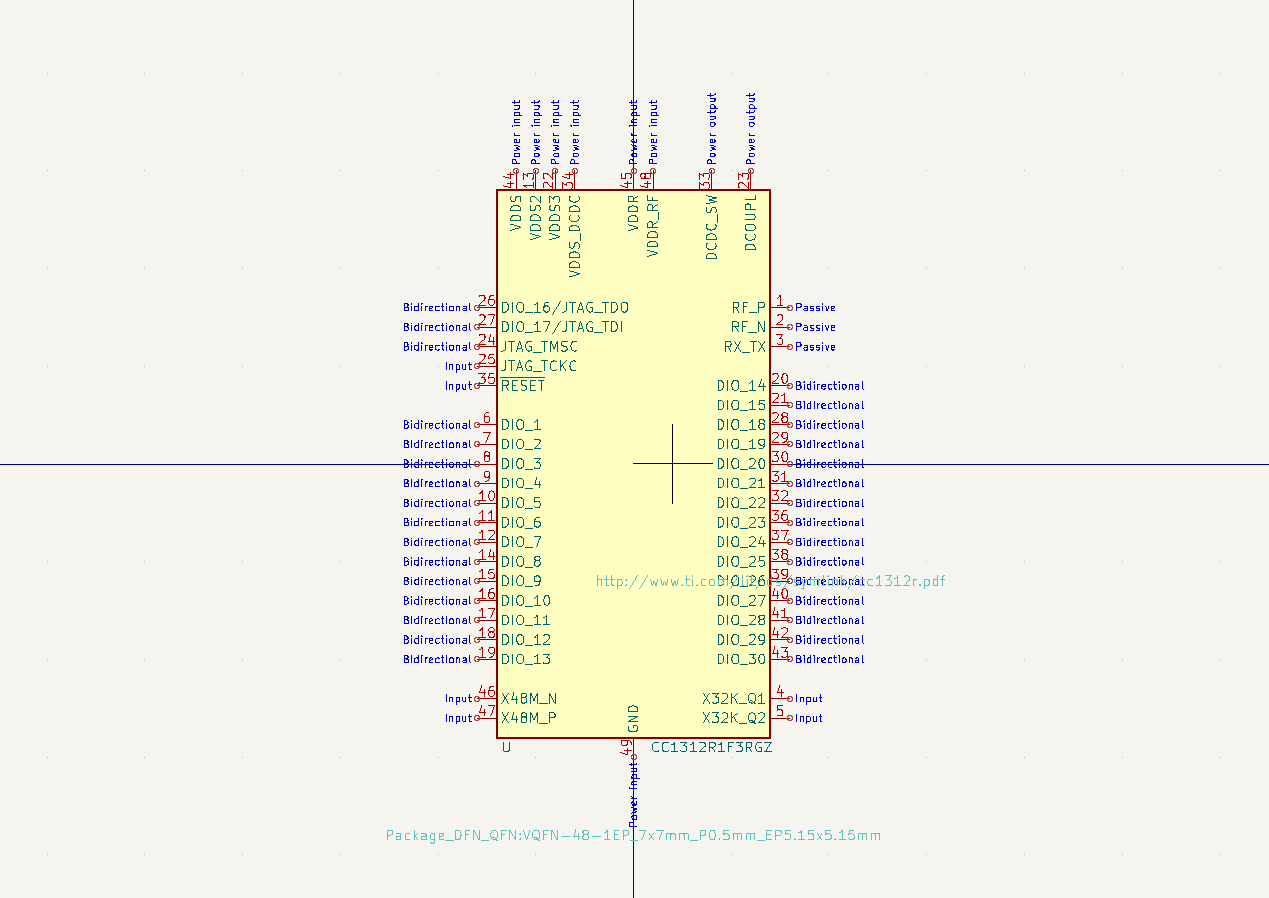 Power input Power input Power input Power input Power input Power input Power output Power output
44 13 22 34 45 48 33 23
VDDS VDDS2 VDDS3 VDDS_DCDC VDDR VDDR_RF DCDC_SW DCOUPL
Bidirectional 26 DIO_16/JTAG_TDO RF_P 1 Passive
Bidirectional 27 DIO_17/JTAG_TDI RF_N 2 Passive
Bidirectional 24 JTAG_TMSC RX_TX 3 Passive
Input 25 JTAG_TCKC
Input 35 RESET DIO_14 20 Bidirectional
DIO_15 21 Bidirectional
Bidirectional 6 DIO_1 DIO_18 28 Bidirectional
Bidirectional 7 DIO_2 DIO_19 29 Bidirectional
Bidirectional 8 DIO_3 DIO_20 30 Bidirectional
Bidirectional 9 DIO_4 DIO_21 31 Bidirectional
Bidirectional 10 DIO_5 DIO_22 32 Bidirectional
Bidirectional 11 DIO_6 DIO_23 36 Bidirectional
Bidirectional 12 DIO_7 DIO_24 37 Bidirectional
Bidirectional 14 DIO_8 DIO_25 38 Bidirectional
Bidirectional 15 DIO_9 DIO_26 39 Bidirectional
http://www.ti.com/lit/ds/symlink/cc1312r.pdf
Bidirectional 16 DIO_10 DIO_27 40 Bidirectional
Bidirectional 17 DIO_11 DIO_28 41 Bidirectional
Bidirectional 18 DIO_12 DIO_29 42 Bidirectional
Bidirectional 19 DIO_13 DIO_30 43 Bidirectional
Input 46 X48M_N X32K_Q1 4 Input
Input 47 X48M_P X32K_Q2 5 Input
GND
U CC1312R1F3RGZ
49
Power input
Package_DFN_QFN:VQFN-48-1EP_7x7mm_P0.5mm_EP5.15x5.15mm